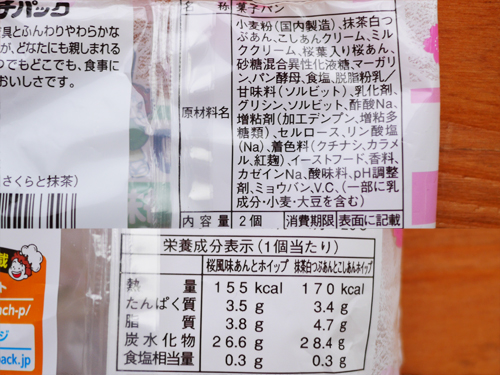 チパック
具とふんわりやわらかな
が、どなたにも親しまれる
つでもどこでも、食事に
おいしさです。
さくらと抹茶)
名称 菓子パン
原材料名
小麦粉(国内製造)、抹茶白つ
ぶあん、こしあんクリーム、ミル
ククリーム、桜葉入り桜あん、
砂糖混合異性化液糖、マーガリ
ン、パン酵母、食塩、脱脂粉乳/
甘味料(ソルビット)、乳化剤、
グリシン、ソルビット、酢酸Na、
増粘剤(加工デンプン、増粘多
糖類)、セルロース、リン酸塩
(Na)、着色料(クチナシ、カラメ
ル、紅麹)、イーストフード、香料、
カゼインNa、酸味料、pH調整
剤、ミョウバン、V.C、(一部に乳
成分・小麦・大豆を含む)
内容量 2個 消費期限 表面に記載
栄養成分表示(1個当たり)
桜風味あんとホイップ 抹茶白つぶあんとこしあんホイップ
熱量 155 kcal 170 kcal
たんぱく質 3.5 g 3.4 g
脂質 3.8 g 4.7 g
炭水化物 26.6 g 28.4 g
食塩相当量 0.3 g 0.3 g
ト
ch-p/
ジ
pack.jp